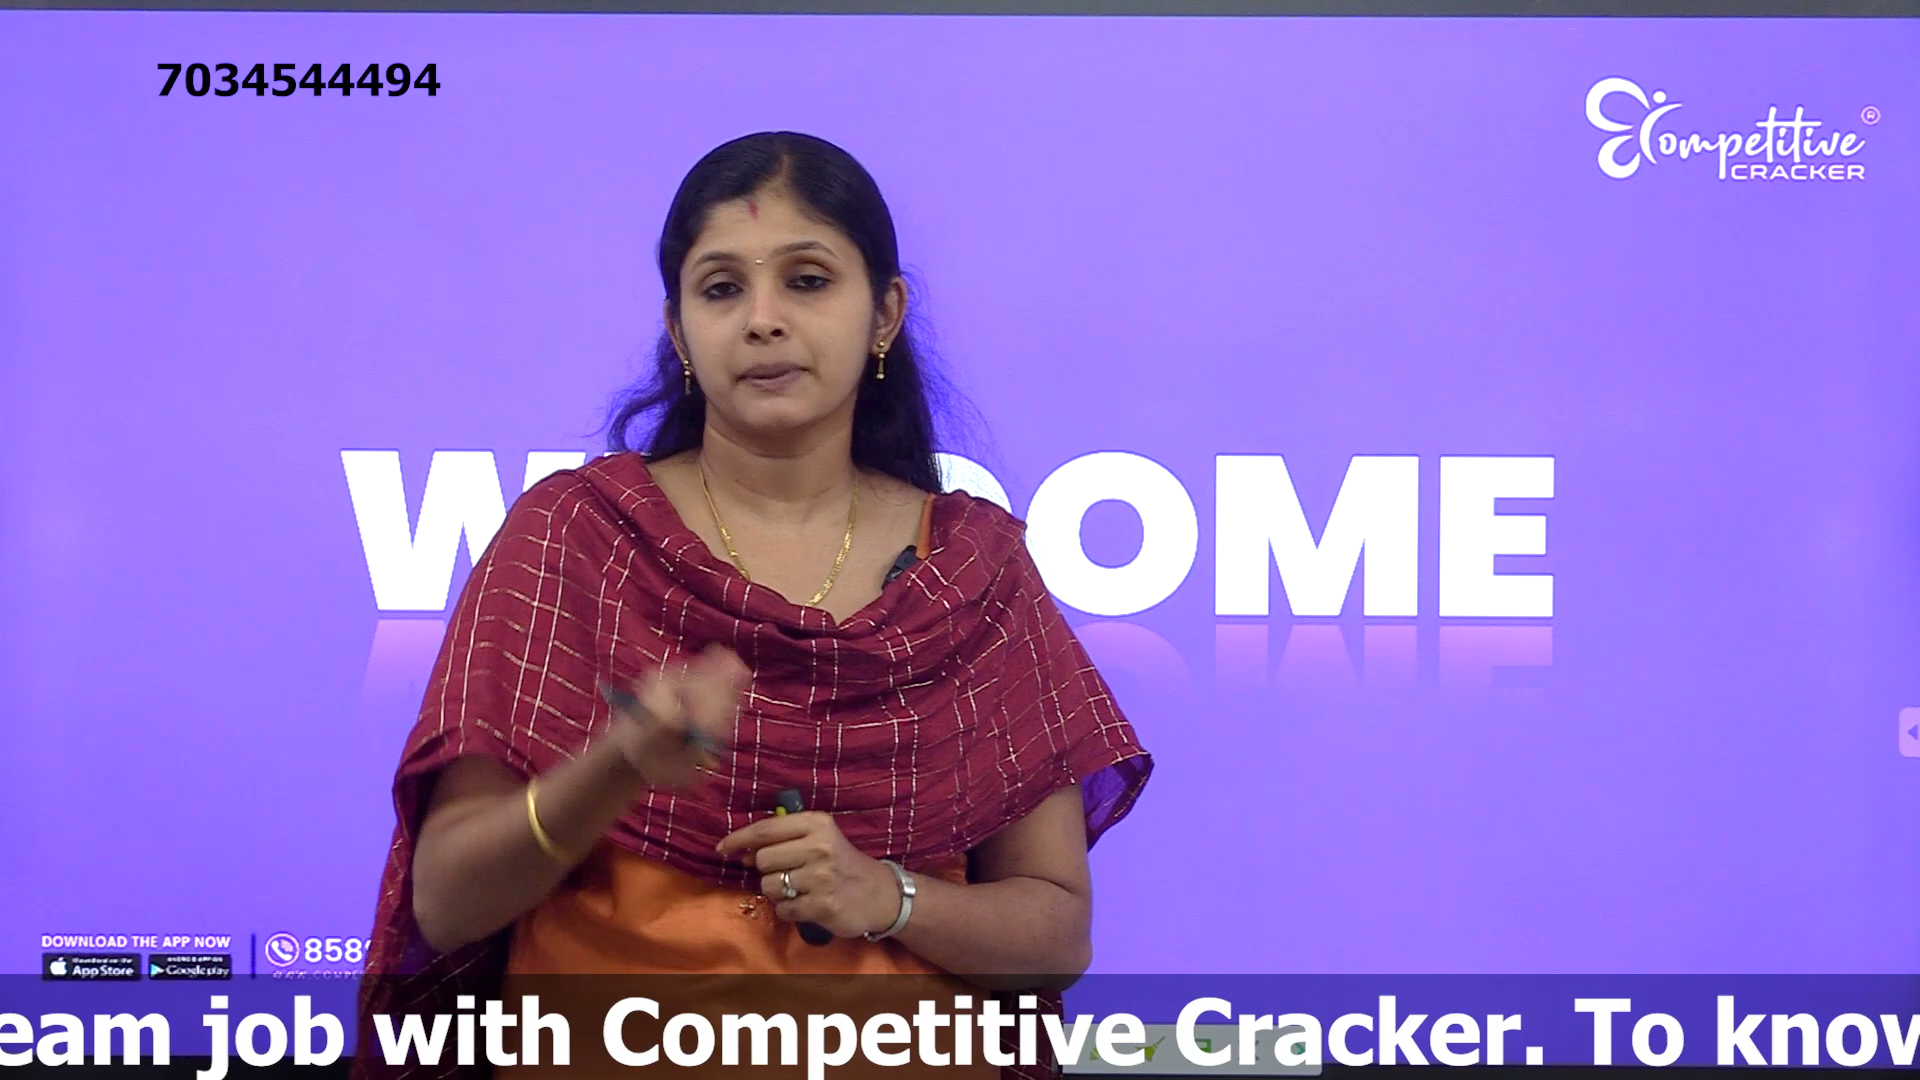 7034544494
Competitive®
CRACKER
DOWNLOAD THE APP NOW
App Store
Google play
858
eam job with Competitive Cracker. To know